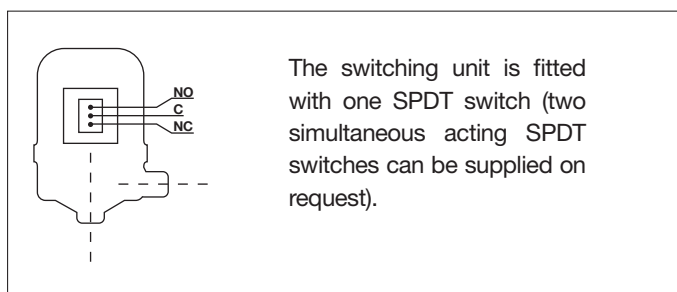 NO
C
NC
The switching unit is fitted
with one SPDT switch (two
simultaneous acting SPDT
switches can be supplied on
request).